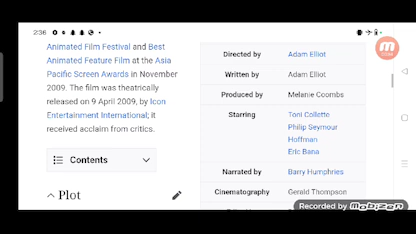 2:36
Animated Film Festival and Best
Animated Feature Film at the Asia
Pacific Screen Awards in November
2009. The film was theatrically
released on 9 April 2009, by Icon
Entertainment International; it
received acclaim from critics.
Contents
Plot
Directed by Adam Elliot
Written by Adam Elliot
Produced by Melanie Coombs
Starring Toni Collette
Philip Seymour
Hoffman
Eric Bana
Narrated by Barry Humphries
Cinematography Gerald Thompson
Recorded by Mobizen